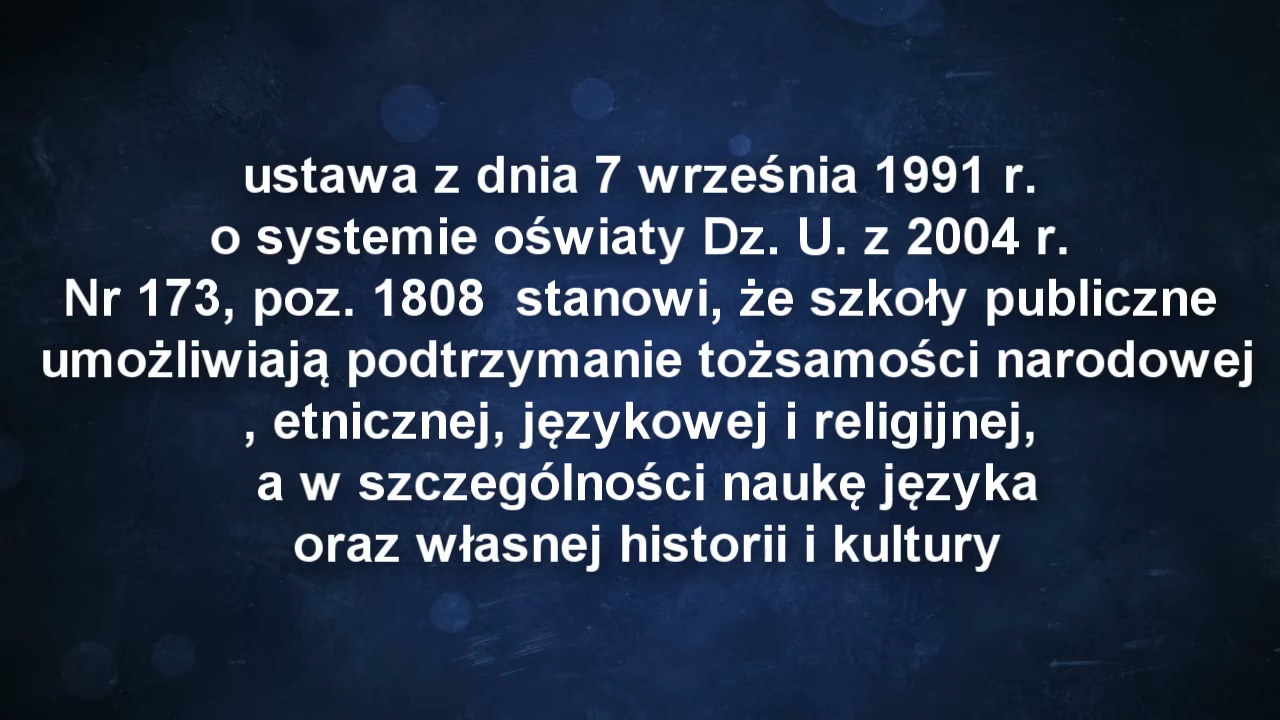 ustawa z dnia 7 września 1991 r.
o systemie oświaty Dz. U. z 2004 r.
Nr 173, poz. 1808  stanowi, że szkoły publiczne
umożliwiają podtrzymanie tożsamości narodowej
, etnicznej, językowej i religijnej,
a w szczególności naukę języka
oraz własnej historii i kultury